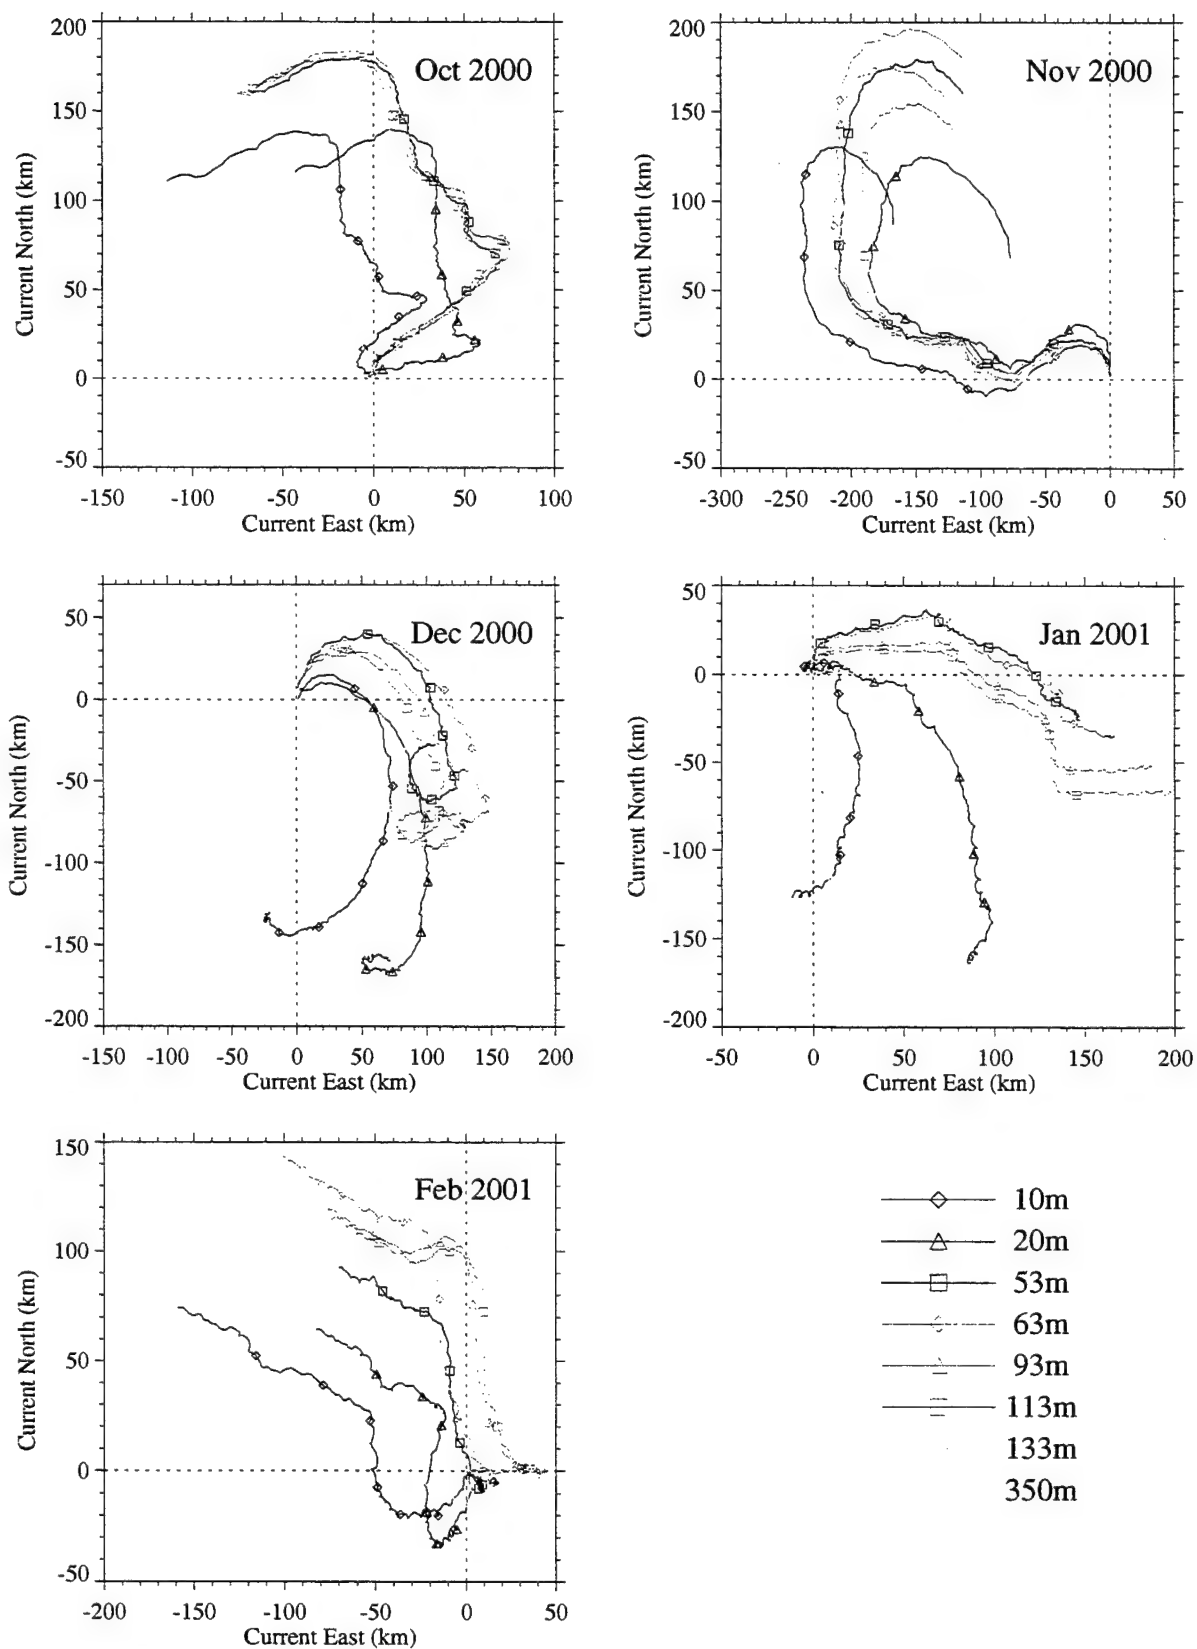 Oct 2000
200
150
100
50
0
-50
Current North (km)
-150 -100 -50 0 50 100
Current East (km)
Nov 2000
200
150
100
50
0
-50
Current North (km)
-300 -250 -200 -150 -100 -50 0 50
Current East (km)
Dec 2000
50
0
-50
-100
-150
-200
Current North (km)
-150 -100 -50 0 50 100 150 200
Current East (km)
Jan 2001
50
0
-50
-100
-150
-200
Current North (km)
-50 0 50 100 150 200
Current East (km)
Feb 2001
150
100
50
0
-50
Current North (km)
-200 -150 -100 -50 0 50
Current East (km)
10m
20m
53m
63m
93m
113m
133m
350m